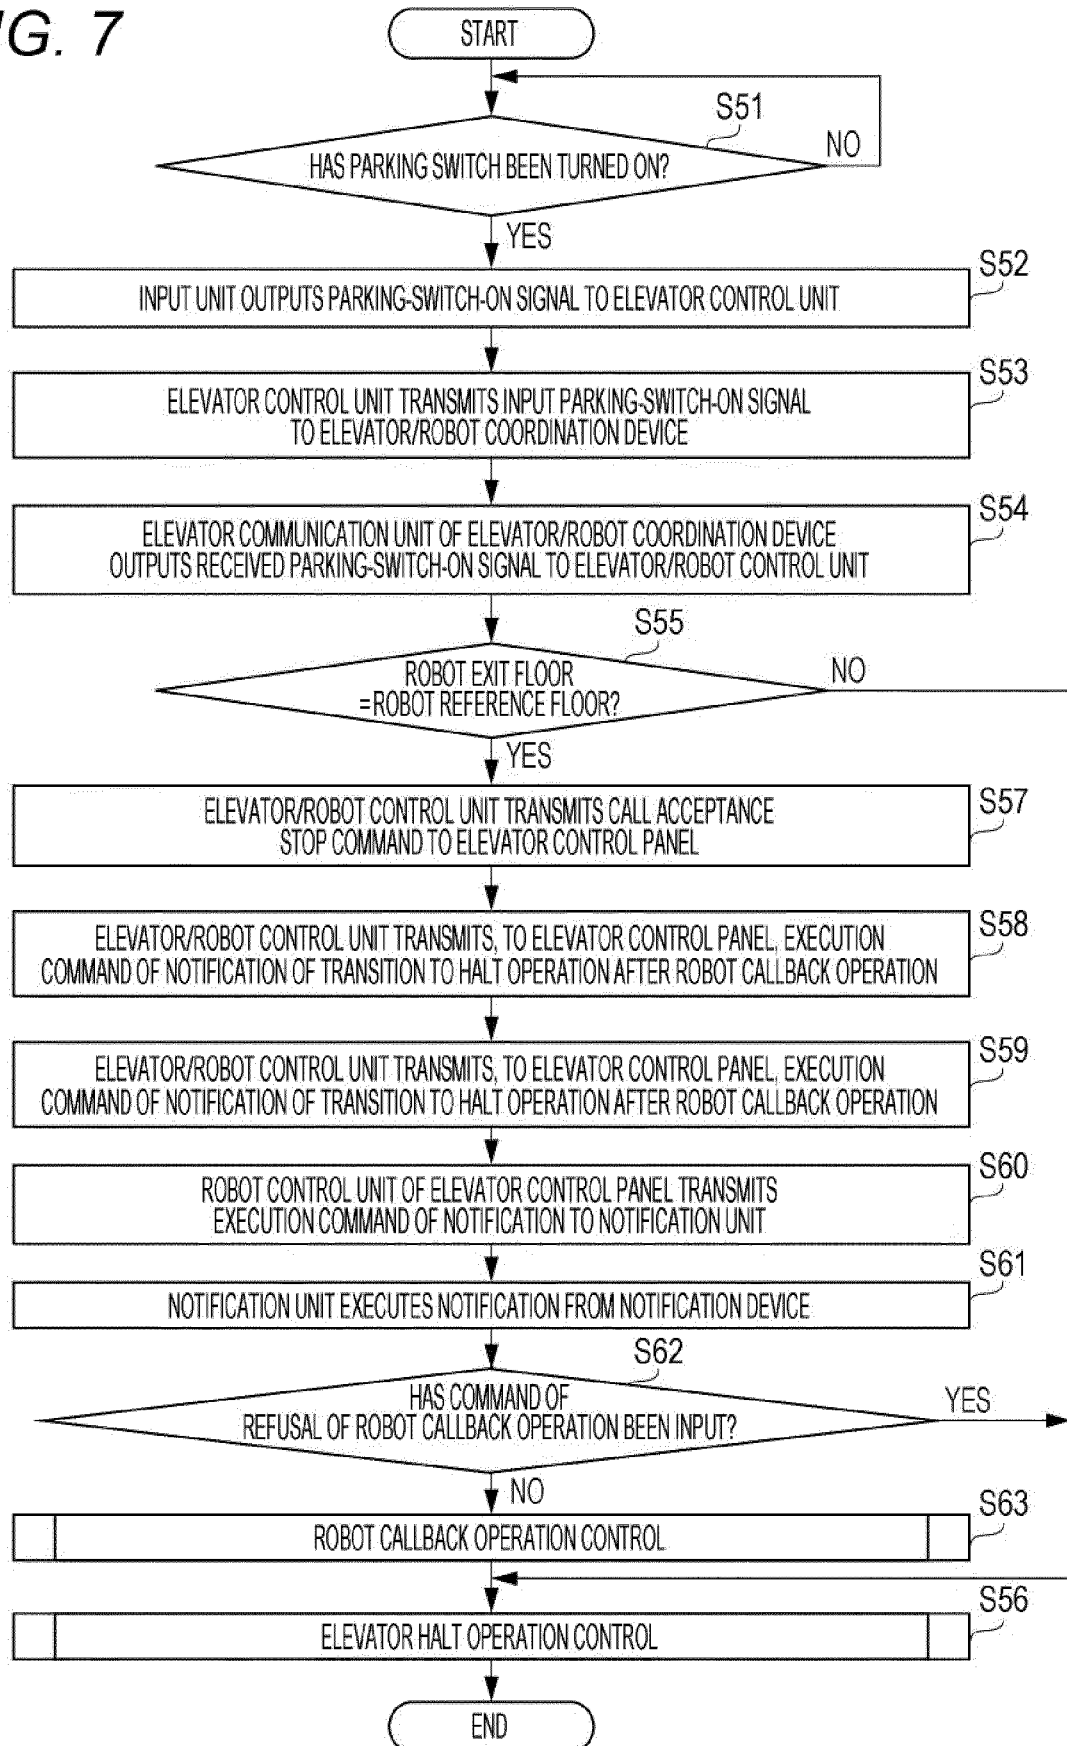 IG. 7
START
S51
HAS PARKING SWITCH BEEN TURNED ON?
NO
YES
S52
INPUT UNIT OUTPUTS PARKING-SWITCH-ON SIGNAL TO ELEVATOR CONTROL UNIT
S53
ELEVATOR CONTROL UNIT TRANSMITS INPUT PARKING-SWITCH-ON SIGNAL
TO ELEVATOR/ROBOT COORDINATION DEVICE
S54
ELEVATOR COMMUNICATION UNIT OF ELEVATOR/ROBOT COORDINATION DEVICE
OUTPUTS RECEIVED PARKING-SWITCH-ON SIGNAL TO ELEVATOR/ROBOT CONTROL UNIT
S55
ROBOT EXIT FLOOR
=ROBOT REFERENCE FLOOR?
NO
YES
S57
ELEVATOR/ROBOT CONTROL UNIT TRANSMITS CALL ACCEPTANCE
STOP COMMAND TO ELEVATOR CONTROL PANEL
S58
ELEVATOR/ROBOT CONTROL UNIT TRANSMITS, TO ELEVATOR CONTROL PANEL, EXECUTION
COMMAND OF NOTIFICATION OF TRANSITION TO HALT OPERATION AFTER ROBOT CALLBACK OPERATION
S59
ELEVATOR/ROBOT CONTROL UNIT TRANSMITS, TO ELEVATOR CONTROL PANEL, EXECUTION
COMMAND OF NOTIFICATION OF TRANSITION TO HALT OPERATION AFTER ROBOT CALLBACK OPERATION
S60
ROBOT CONTROL UNIT OF ELEVATOR CONTROL PANEL TRANSMITS
EXECUTION COMMAND OF NOTIFICATION TO NOTIFICATION UNIT
S61
NOTIFICATION UNIT EXECUTES NOTIFICATION FROM NOTIFICATION DEVICE
S62
HAS COMMAND OF
REFUSAL OF ROBOT CALLBACK OPERATION BEEN INPUT?
YES
NO
S63
ROBOT CALLBACK OPERATION CONTROL
S56
ELEVATOR HALT OPERATION CONTROL
END